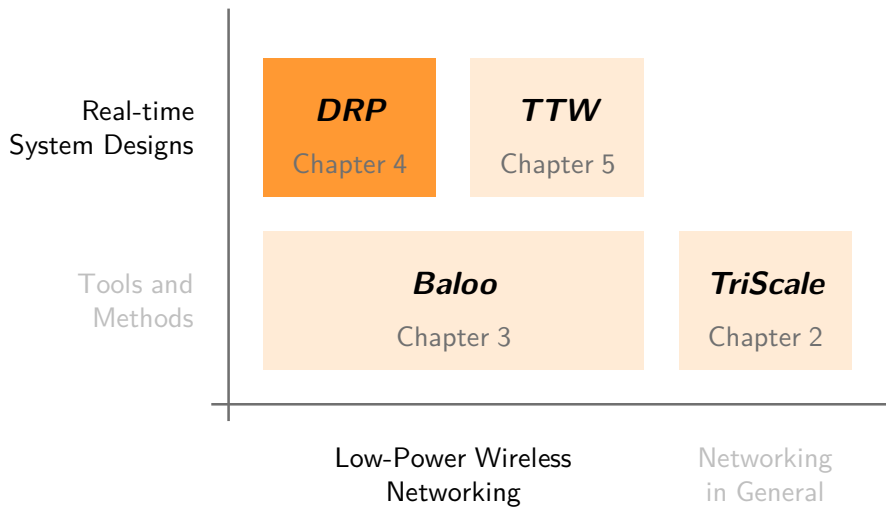 Real-time
System Designs
DRP
Chapter 4
TTW
Chapter 5
Tools and
Methods
Baloo
Chapter 3
TriScale
Chapter 2
Low-Power Wireless
Networking
Networking
in General